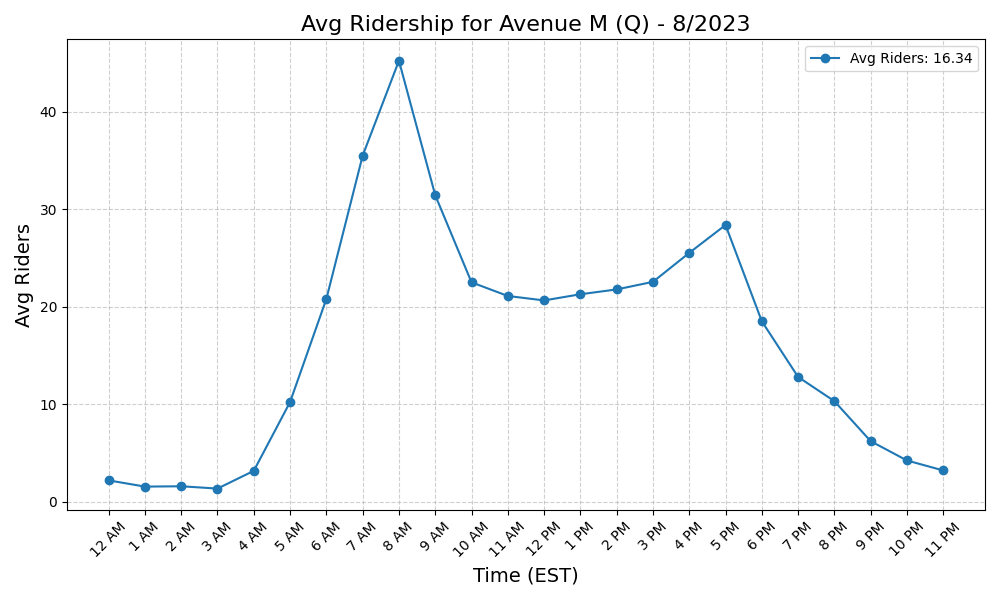 Avg Ridership for Avenue M (Q) - 8/2023
Avg Riders: 16.34
Avg Riders
40
30
20
10
0
12 AM
1 AM
2 AM
3 AM
4 AM
5 AM
6 AM
7 AM
8 AM
9 AM
10 AM
11 AM
12 PM
1 PM
2 PM
3 PM
4 PM
5 PM
6 PM
7 PM
8 PM
9 PM
10 PM
11 PM
Time (EST)